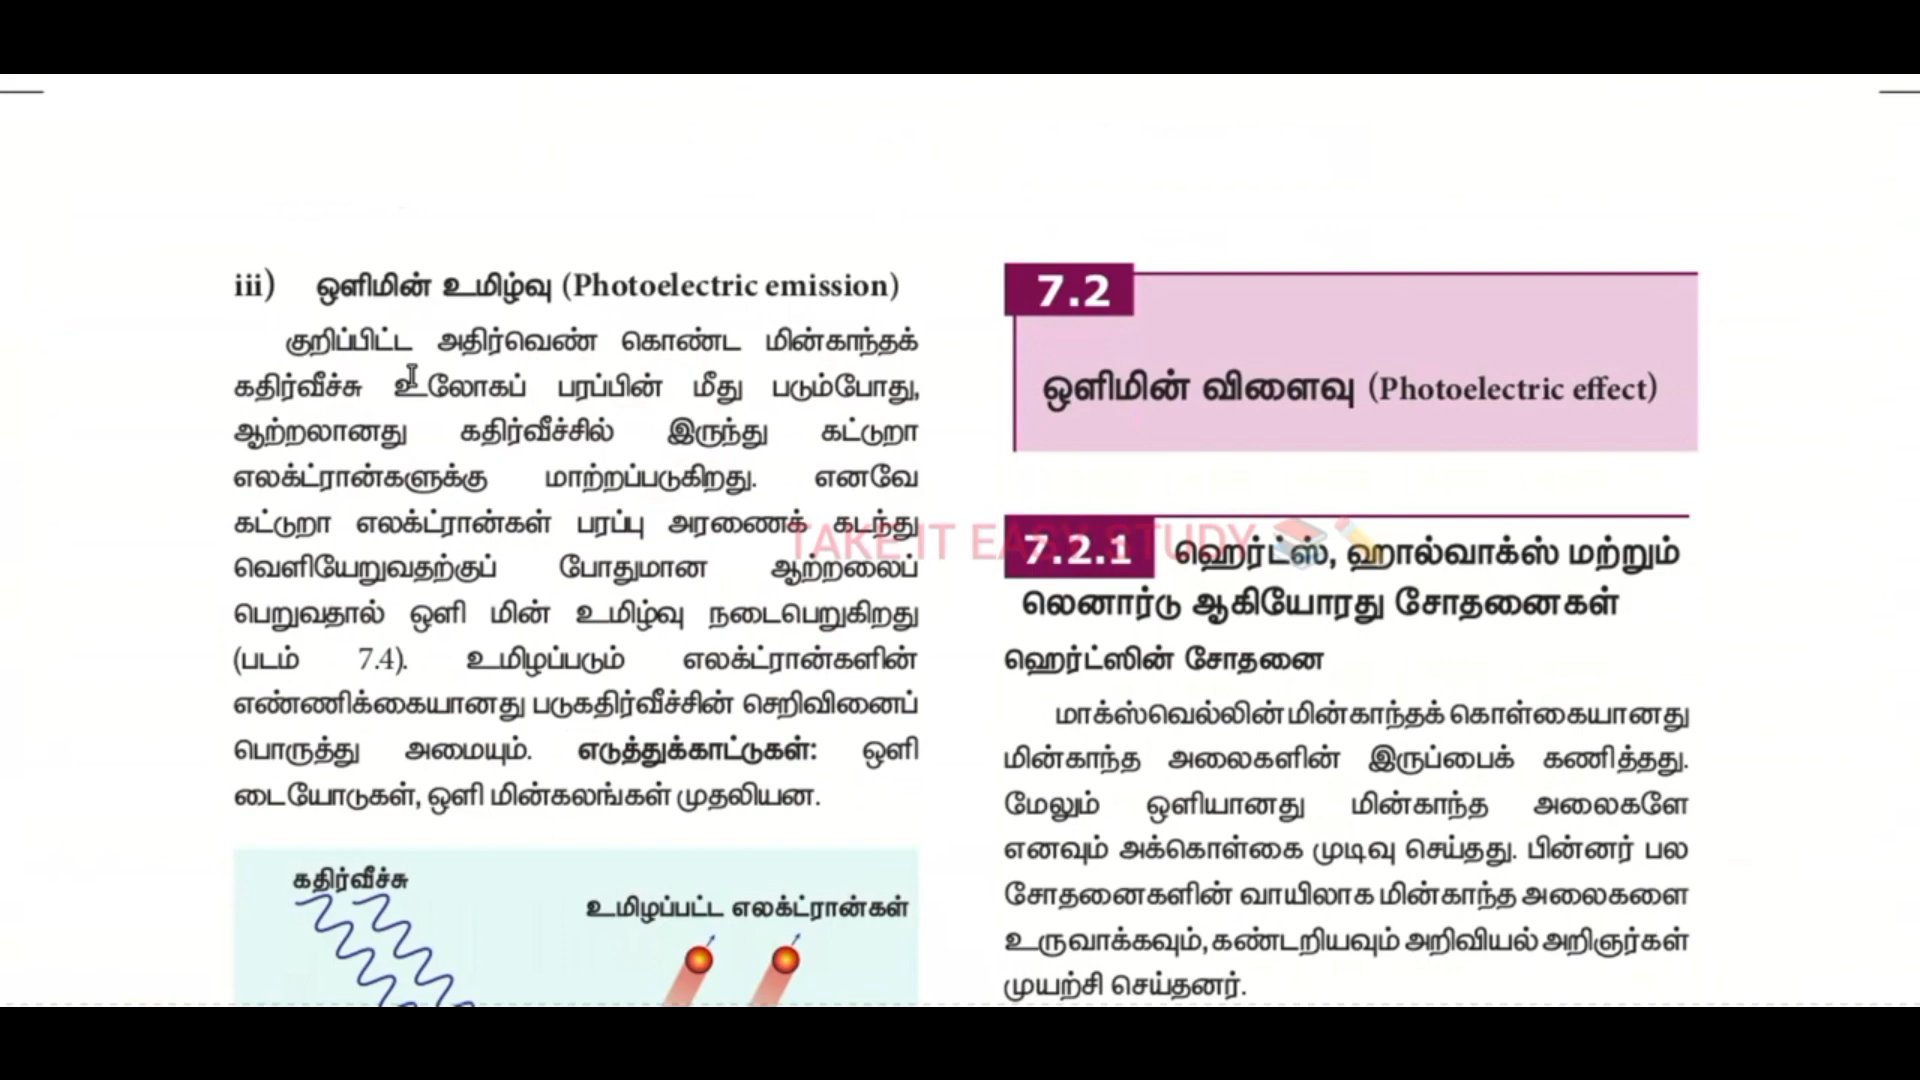 iii) ஒளிமின் உமிழ்வு (Photoelectric emission)
குறிப்பிட்ட அதிர்வெண் கொண்ட மின்காந்தக்
கதிர்வீச்சு உலோகப் பரப்பின் மீது படும்போது,
ஆற்றலானது கதிர்வீச்சில் இருந்து கட்டுறா
எலக்ட்ரான்களுக்கு மாற்றப்படுகிறது. எனவே
கட்டுறா எலக்ட்ரான்கள் பரப்பு அரணைக் கடந்து
வெளியேறுவதற்குப் போதுமான ஆற்றலைப்
பெறுவதால் ஒளி மின் உமிழ்வு நடைபெறுகிறது
(படம் 7.4). உமிழப்படும் எலக்ட்ரான்களின்
எண்ணிக்கையானது படுகதிர்வீச்சின் செறிவினைப்
பொருத்து அமையும். எடுத்துக்காட்டுகள்: ஒளி
டையோடுகள், ஒளி மின்கலங்கள் முதலியன.
கதிர்வீச்சு
உமிழப்பட்ட எலக்ட்ரான்கள்
7.2
ஒளிமின் விளைவு (Photoelectric effect)
TAKE IT EASY STUDY
7.2.1 ஹெர்ட்ஸ், ஹால்வாக்ஸ் மற்றும்
லெனார்டு ஆகியோரது சோதனைகள்
ஹெர்ட்ஸின் சோதனை
மாக்ஸ்வெல்லின் மின்காந்தக் கொள்கையானது
மின்காந்த அலைகளின் இருப்பைக் கணித்தது.
மேலும் ஒளியானது மின்காந்த அலைகளே
எனவும் அக்கொள்கை முடிவு செய்தது. பின்னர் பல
சோதனைகளின் வாயிலாக மின்காந்த அலைகளை
உருவாக்கவும், கண்டறியவும் அறிவியல் அறிஞர்கள்
முயற்சி செய்தனர்.